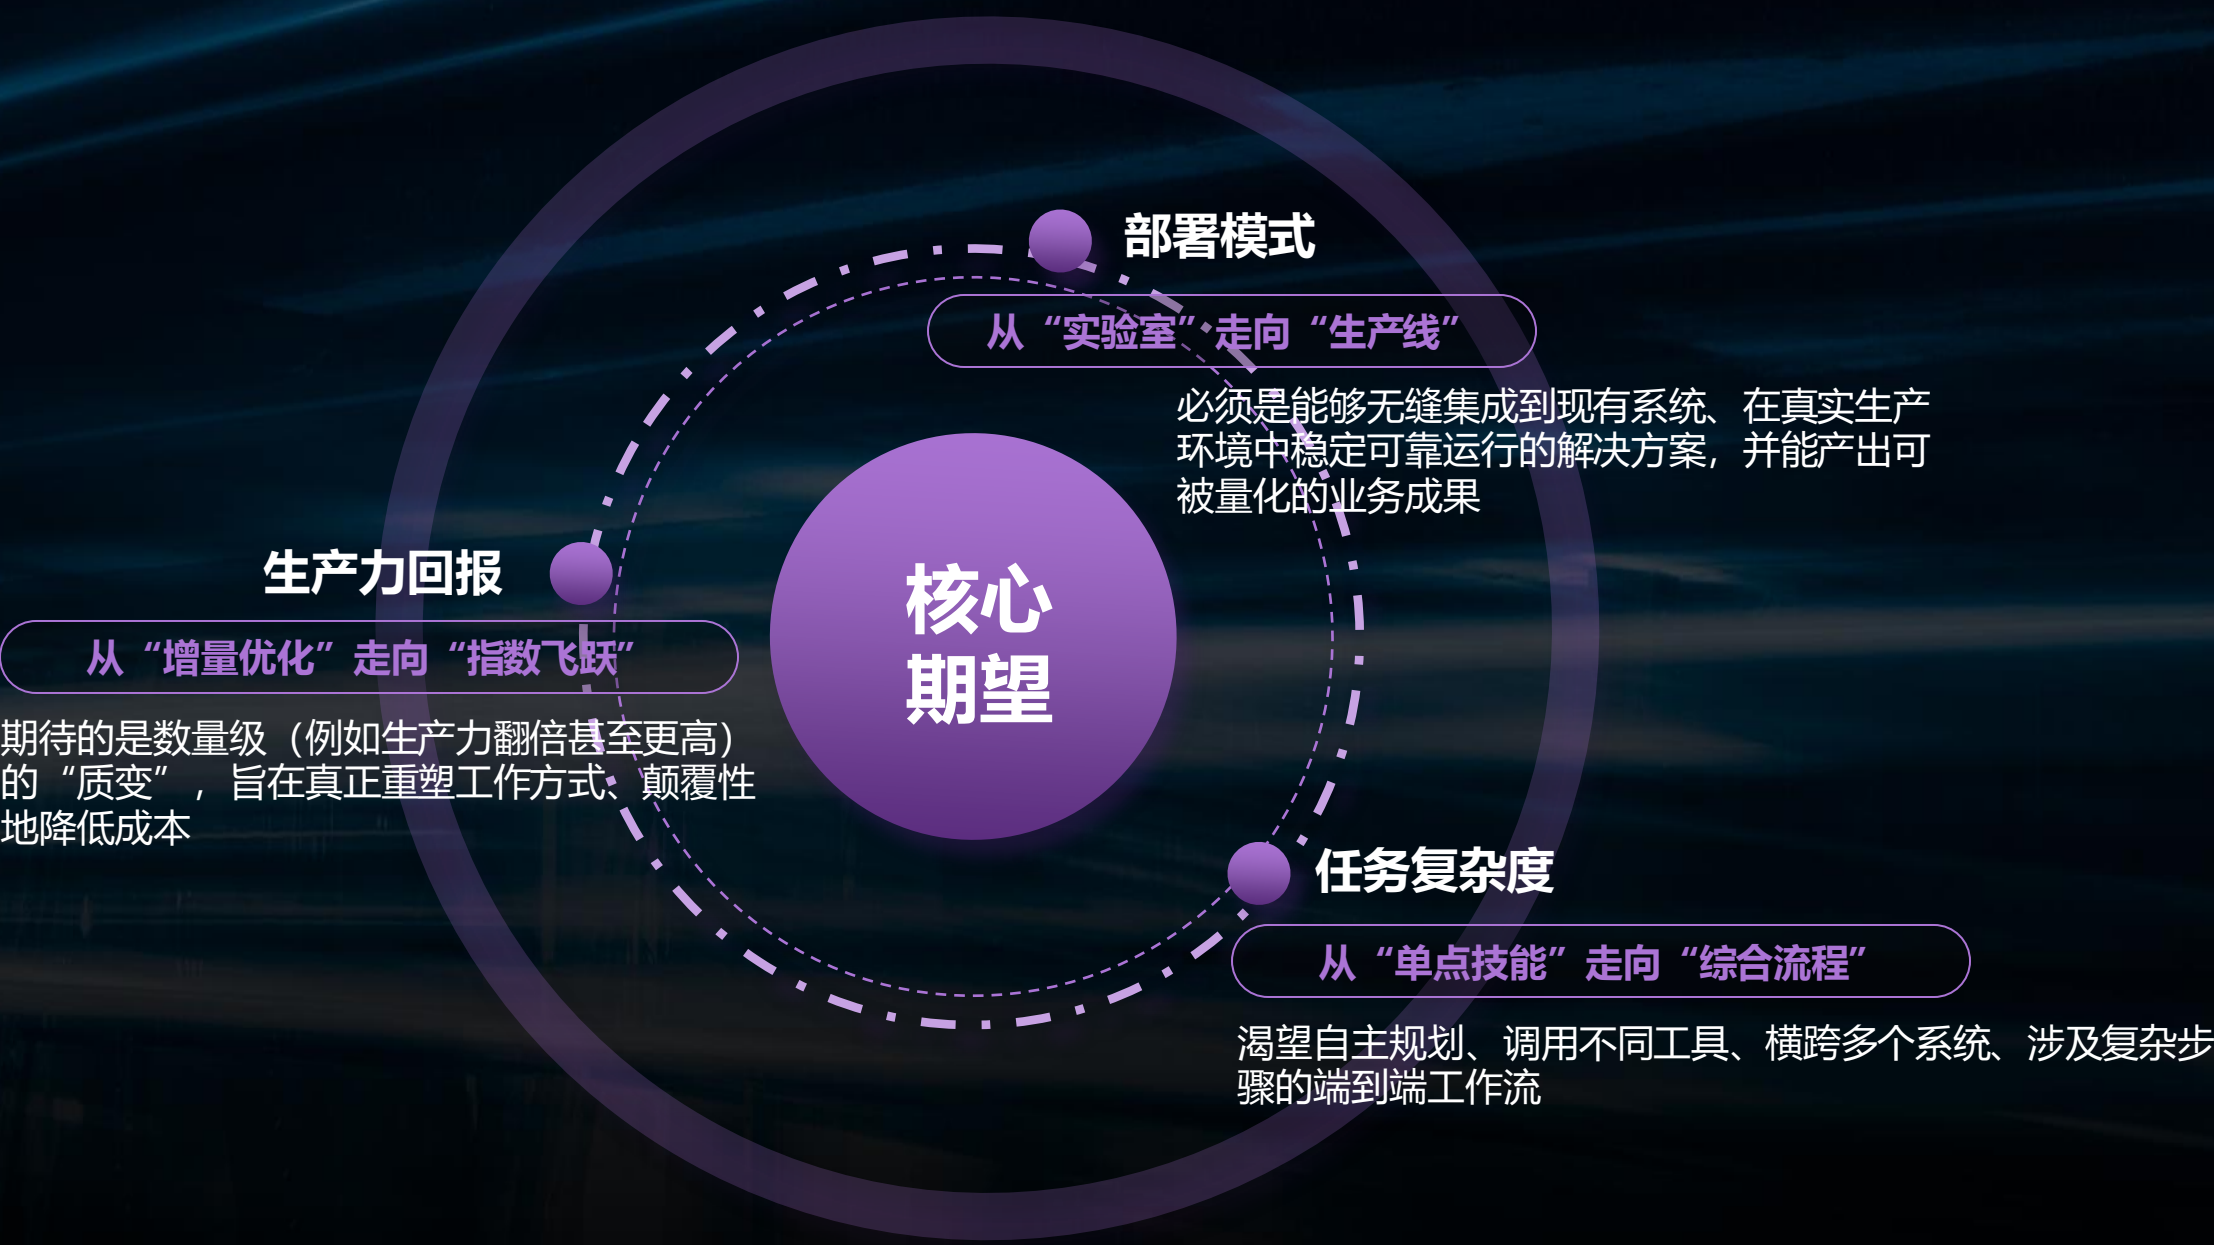 部署模式
从“实验室”走向“生产线”
必须是能够无缝集成到现有系统、在真实生产
环境中稳定可靠运行的解决方案，并能产出可
被量化的业务成果
核心
期望
生产力回报
从“增量优化”走向“指数飞跃”
期待的是数量级（例如生产力翻倍甚至更高）
的“质变”，旨在真正重塑工作方式、颠覆性
地降低成本
任务复杂度
从“单点技能”走向“综合流程”
渴望自主规划、调用不同工具、横跨多个系统、涉及复杂步
骤的端到端工作流